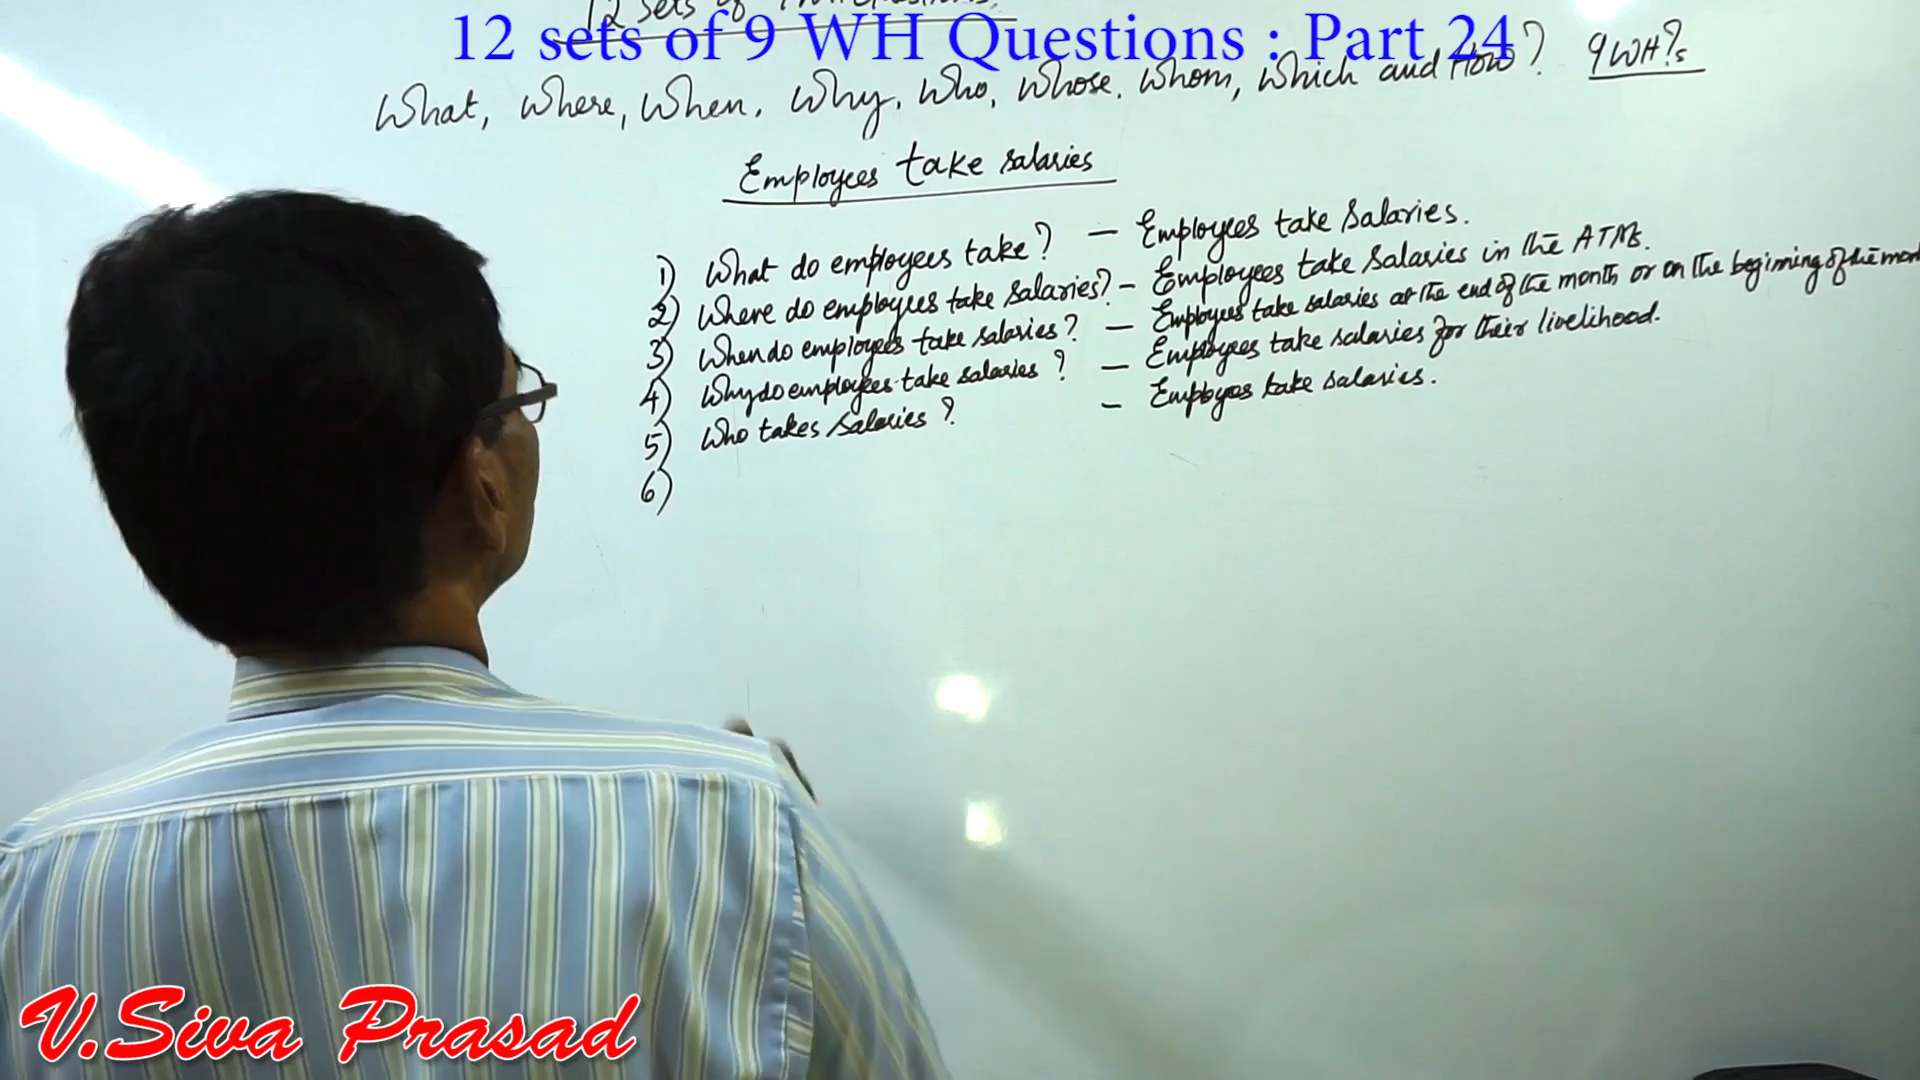 12 sets of
12 sets of 9 WH Questions : Part 24
What, Where, When, Why, Who, Whose, Whom, Which and How? 9 WH?s
Employees take salaries
1) What do employees take? – Employees take salaries.
2) Where do employees take salaries? – Employees take salaries in the ATMs.
3) When do employees take salaries? – Employees take salaries at the end of the month or on the beginning of the
4) Why do employees take salaries? – Employees take salaries for their livelihood.
5) Who takes salaries? – Employees take salaries.
6)
V.Siva Prasad